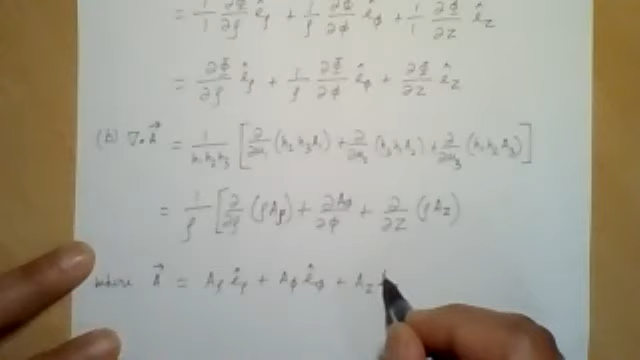 = 1/1 ∂Φ/∂ρ ê_ρ + 1/ρ ∂Φ/∂ϕ ê_ϕ + 1/1 ∂Φ/∂z ê_z
= ∂Φ/∂ρ ê_ρ + 1/ρ ∂Φ/∂ϕ ê_ϕ + ∂Φ/∂z ê_z
(b) ∇·A⃗ = 1/(h₁h₂h₃) [∂/∂u₁ (h₂h₃A₁) + ∂/∂u₂ (h₃h₁A₂) + ∂/∂u₃ (h₁h₂A₃)]
= 1/ρ [∂/∂ρ (ρA_ρ) + ∂A_ϕ/∂ϕ + ∂/∂z (ρA_z)
where A⃗ = A_ρ ê_ρ + A_ϕ ê_ϕ + A_z